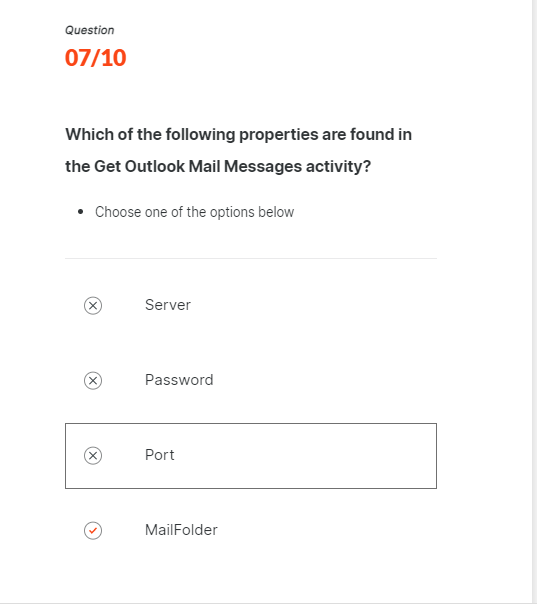 Question
07/10
Which of the following properties are found in
the Get Outlook Mail Messages activity?
• Choose one of the options below
Server
Password
Port
MailFolder